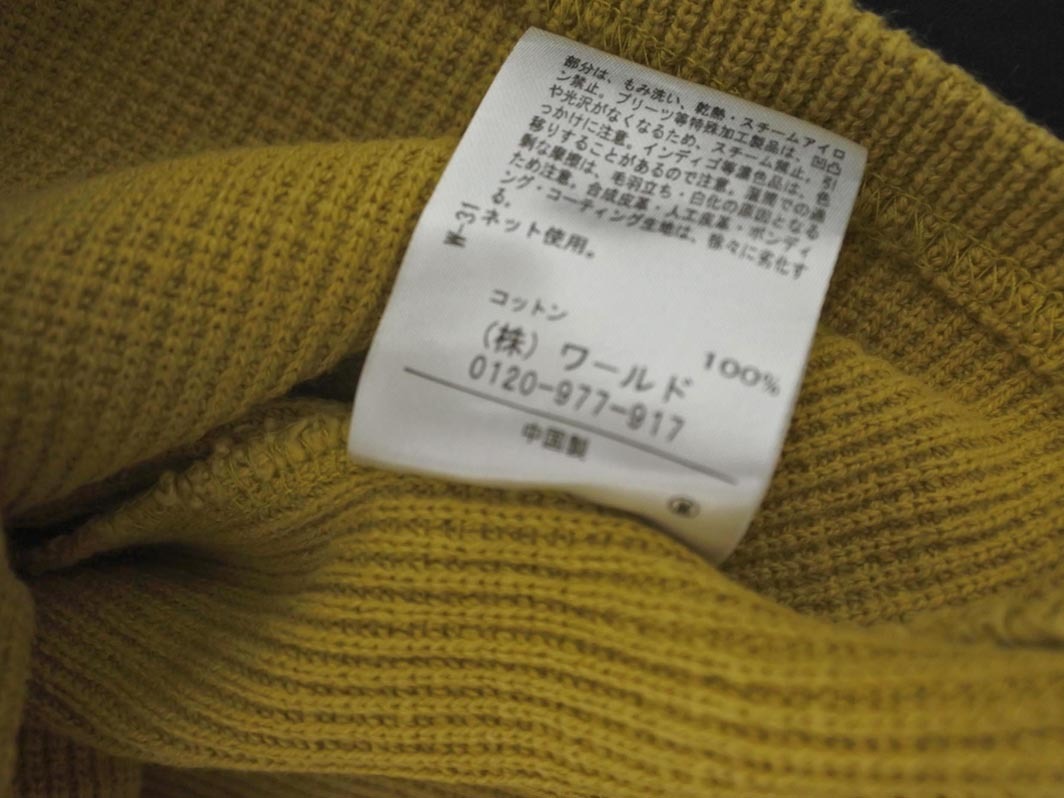 部分は、もみ洗い、乾熱・スチームアイロ
ン禁止。プリーツ等特殊加工製品は、凹凸
や光沢がなくなるため、スチーム禁止。引
っかけに注意。インディゴ等濃色品は、色
移りすることがあるので注意。湿潤での過
剰な摩擦は、毛羽立ち・白化の原因となる
ため注意。合成皮革・人工皮革・ボンディ
ング・コーティング生地は、徐々に劣化す
る。
W-31
ネット使用。
コットン 100%
(株) ワールド
0120-977-917
中国製